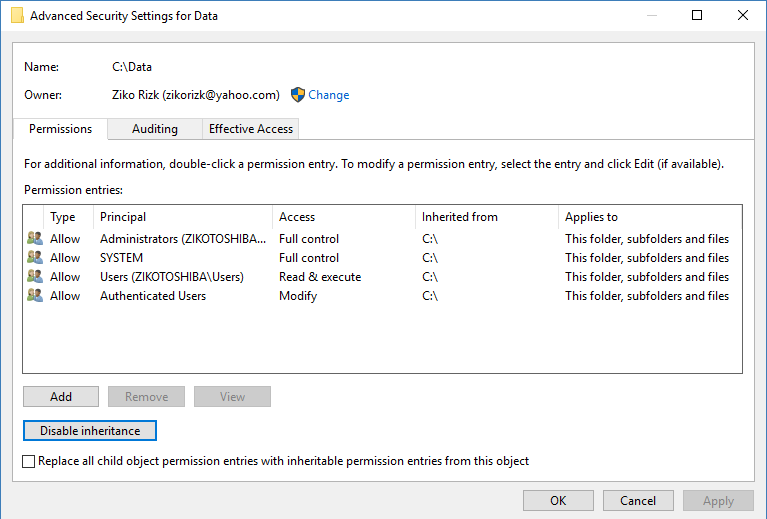 Advanced Security Settings for Data
Name: C:\Data
Owner: Ziko Rizk (zikorizk@yahoo.com) Change
Permissions Auditing Effective Access
For additional information, double-click a permission entry. To modify a permission entry, select the entry and click Edit (if available).
Permission entries:
Type Principal Access Inherited from Applies to
Allow Administrators (ZIKOTOSHIBA... Full control C:\ This folder, subfolders and files
Allow SYSTEM Full control C:\ This folder, subfolders and files
Allow Users (ZIKOTOSHIBA\Users) Read & execute C:\ This folder, subfolders and files
Allow Authenticated Users Modify C:\ This folder, subfolders and files
Add Remove View
Disable inheritance
Replace all child object permission entries with inheritable permission entries from this object
OK Cancel Apply